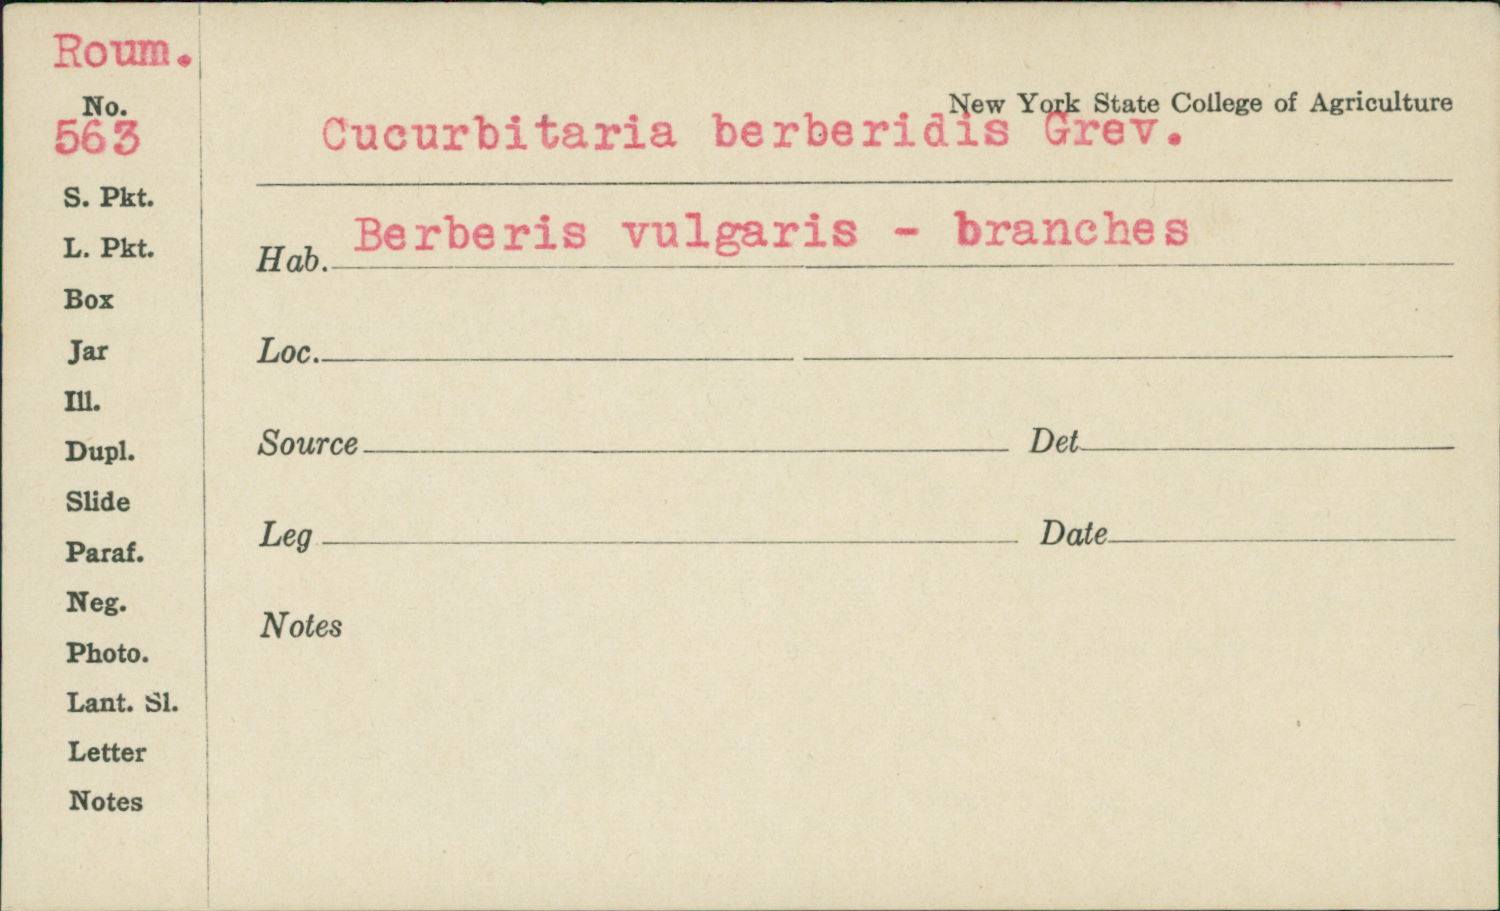 Roum.
No.
563
S. Pkt.
L. Pkt.
Box
Jar
Ill.
Dupl.
Slide
Paraf.
Neg.
Photo.
Lant. Sl.
Letter
Notes
New York State College of Agriculture
Cucurbitaria berberidis Grev.
Hab. Berberis vulgaris - branches
Loc.
Source Det
Leg Date
Notes